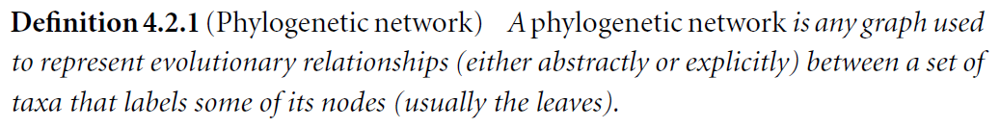 Definition 4.2.1 (Phylogenetic network) A phylogenetic network is any graph used
to represent evolutionary relationships (either abstractly or explicitly) between a set of
taxa that labels some of its nodes (usually the leaves).